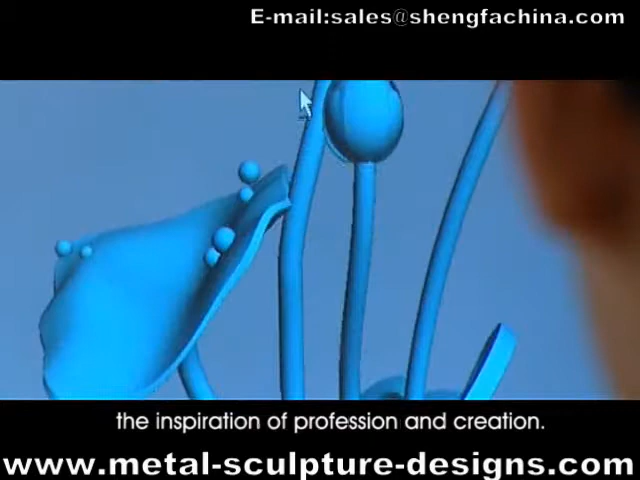 E-mail:sales@shengfachina.com
the inspiration of profession and creation.
www.metal-sculpture-designs.com